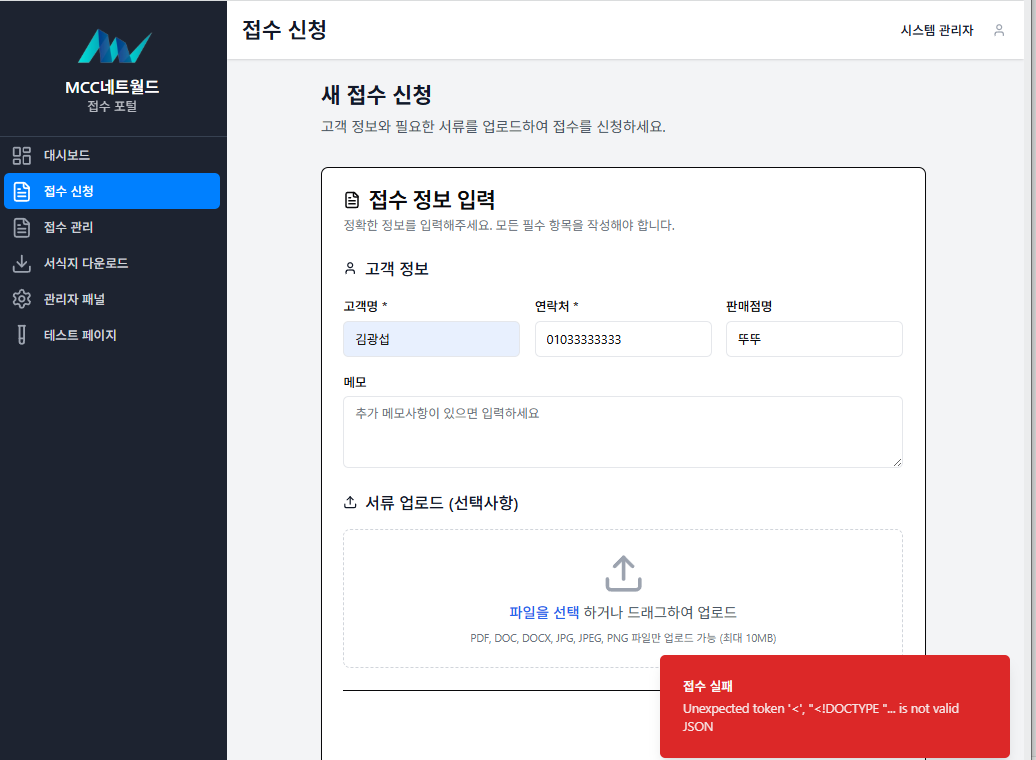 접수 신청
시스템 관리자
MCC네트월드
접수 포털
대시보드
접수 신청
접수 관리
서식지 다운로드
관리자 패널
테스트 페이지
새 접수 신청
고객 정보와 필요한 서류를 업로드하여 접수를 신청하세요.
접수 정보 입력
정확한 정보를 입력해주세요. 모든 필수 항목을 작성해야 합니다.
고객 정보
고객명 * 연락처 * 판매점명
김광섭 01033333333 뚜뚜
메모
추가 메모사항이 있으면 입력하세요
서류 업로드 (선택사항)
파일을 선택 하거나 드래그하여 업로드
PDF, DOC, DOCX, JPG, JPEG, PNG 파일만 업로드 가능 (최대 10MB)
접수 실패
Unexpected token '<', "<!DOCTYPE "... is not valid
JSON